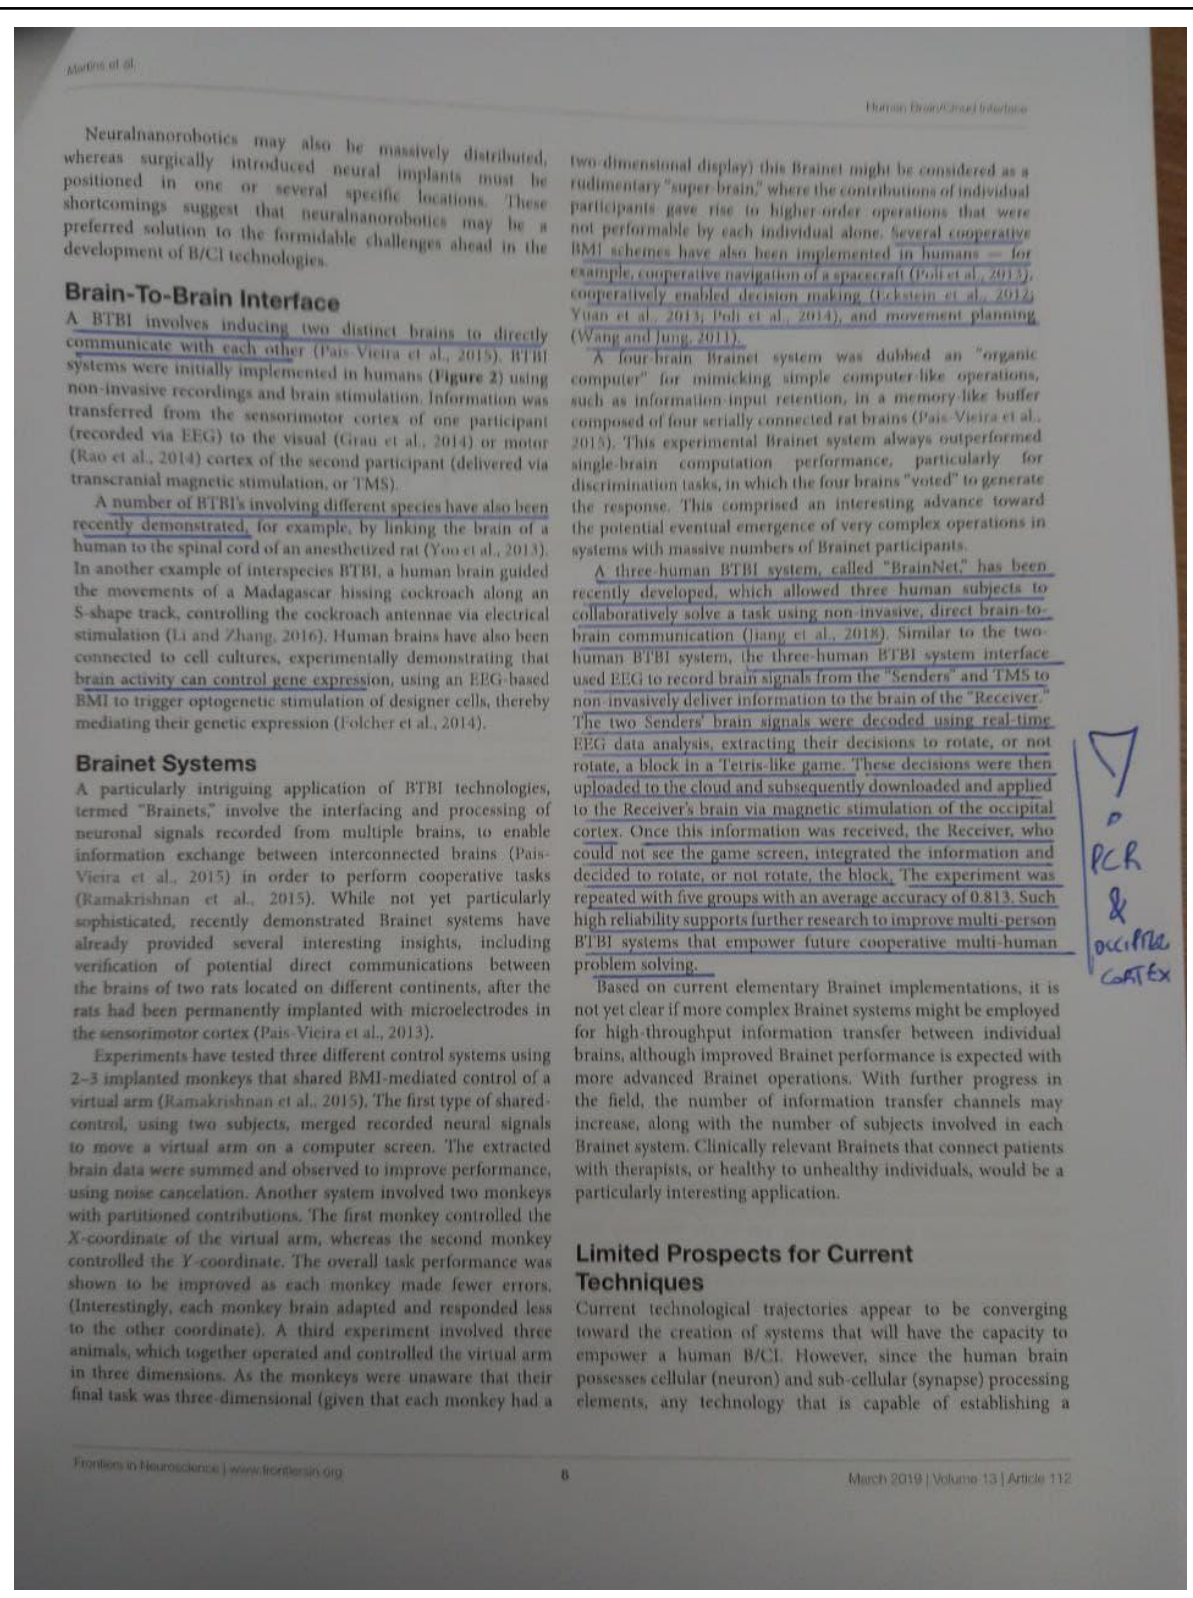 Martins et al.
Human Brain/Cloud Interface
Neuralnanorobotics may also be massively distributed,
whereas surgically introduced neural implants must be
positioned in one or several specific locations. These
shortcomings suggest that neuralnanorobotics may be a
preferred solution to the formidable challenges ahead in the
development of B/CI technologies.
Brain-To-Brain Interface
A BTBI involves inducing two distinct brains to directly
communicate with each other (Pais-Vieira et al., 2015). BTBI
systems were initially implemented in humans (Figure 2) using
non-invasive recordings and brain stimulation. Information was
transferred from the sensorimotor cortex of one participant
(recorded via EEG) to the visual (Grau et al., 2014) or motor
(Rao et al., 2014) cortex of the second participant (delivered via
transcranial magnetic stimulation, or TMS).
A number of BTBI's involving different species have also been
recently demonstrated, for example, by linking the brain of a
human to the spinal cord of an anesthetized rat (Yoo et al., 2013).
In another example of interspecies BTBI, a human brain guided
the movements of a Madagascar hissing cockroach along an
S-shape track, controlling the cockroach antennae via electrical
stimulation (Li and Zhang, 2016). Human brains have also been
connected to cell cultures, experimentally demonstrating that
brain activity can control gene expression, using an EEG-based
BMI to trigger optogenetic stimulation of designer cells, thereby
mediating their genetic expression (Folcher et al., 2014).
Brainet Systems
A particularly intriguing application of BTBI technologies,
termed "Brainets," involve the interfacing and processing of
neuronal signals recorded from multiple brains, to enable
information exchange between interconnected brains (Pais-
Vieira et al., 2015) in order to perform cooperative tasks
(Ramakrishnan et al., 2015). While not yet particularly
sophisticated, recently demonstrated Brainet systems have
already provided several interesting insights, including
verification of potential direct communications between
the brains of two rats located on different continents, after the
rats had been permanently implanted with microelectrodes in
the sensorimotor cortex (Pais-Vieira et al., 2013).
Experiments have tested three different control systems using
2–3 implanted monkeys that shared BMI-mediated control of a
virtual arm (Ramakrishnan et al., 2015). The first type of shared-
control, using two subjects, merged recorded neural signals
to move a virtual arm on a computer screen. The extracted
brain data were summed and observed to improve performance,
using noise cancelation. Another system involved two monkeys
with partitioned contributions. The first monkey controlled the
X-coordinate of the virtual arm, whereas the second monkey
controlled the Y-coordinate. The overall task performance was
shown to be improved as each monkey made fewer errors.
(Interestingly, each monkey brain adapted and responded less
to the other coordinate). A third experiment involved three
animals, which together operated and controlled the virtual arm
in three dimensions. As the monkeys were unaware that their
final task was three-dimensional (given that each monkey had a
two-dimensional display) this Brainet might be considered as a
rudimentary "super-brain," where the contributions of individual
participants gave rise to higher-order operations that were
not performable by each individual alone. Several cooperative
BMI schemes have also been implemented in humans — for
example, cooperative navigation of a spacecraft (Poli et al., 2013),
cooperatively enabled decision making (Eckstein et al., 2012;
Yuan et al., 2013; Poli et al., 2014), and movement planning
(Wang and Jung, 2011).
A four-brain Brainet system was dubbed an "organic
computer" for mimicking simple computer-like operations,
such as information-input retention, in a memory-like buffer
composed of four serially connected rat brains (Pais-Vieira et al.,
2015). This experimental Brainet system always outperformed
single-brain computation performance, particularly for
discrimination tasks, in which the four brains "voted" to generate
the response. This comprised an interesting advance toward
the potential eventual emergence of very complex operations in
systems with massive numbers of Brainet participants.
A three-human BTBI system, called "BrainNet," has been
recently developed, which allowed three human subjects to
collaboratively solve a task using non-invasive, direct brain-to-
brain communication (Jiang et al., 2018). Similar to the two-
human BTBI system, the three-human BTBI system interface
used EEG to record brain signals from the "Senders" and TMS to
non-invasively deliver information to the brain of the "Receiver."
The two Senders' brain signals were decoded using real-time
EEG data analysis, extracting their decisions to rotate, or not
rotate, a block in a Tetris-like game. These decisions were then
uploaded to the cloud and subsequently downloaded and applied
to the Receiver's brain via magnetic stimulation of the occipital
cortex. Once this information was received, the Receiver, who
could not see the game screen, integrated the information and
decided to rotate, or not rotate, the block. The experiment was
repeated with five groups with an average accuracy of 0.813. Such
high reliability supports further research to improve multi-person
BTBI systems that empower future cooperative multi-human
problem solving.
Based on current elementary Brainet implementations, it is
not yet clear if more complex Brainet systems might be employed
for high-throughput information transfer between individual
brains, although improved Brainet performance is expected with
more advanced Brainet operations. With further progress in
the field, the number of information transfer channels may
increase, along with the number of subjects involved in each
Brainet system. Clinically relevant Brainets that connect patients
with therapists, or healthy to unhealthy individuals, would be a
particularly interesting application.
Limited Prospects for Current
Techniques
Current technological trajectories appear to be converging
toward the creation of systems that will have the capacity to
empower a human B/CI. However, since the human brain
possesses cellular (neuron) and sub-cellular (synapse) processing
elements, any technology that is capable of establishing a
!
PCR
&
CORTEX
Frontiers in Neuroscience | www.frontiersin.org
8
March 2019 | Volume 13 | Article 112